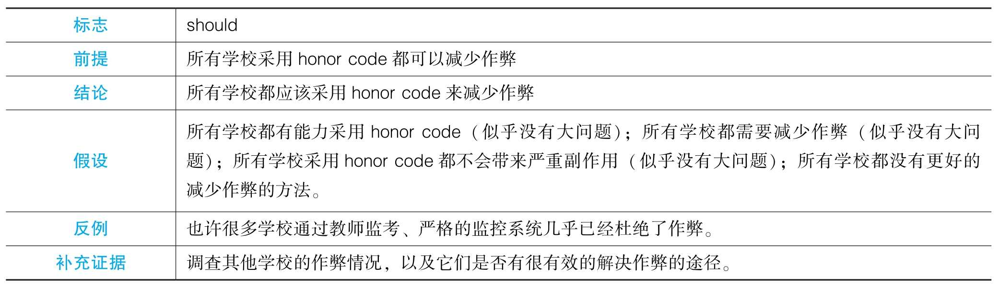 标志 should
前提 所有学校采用 honor code 都可以减少作弊
结论 所有学校都应该采用 honor code 来减少作弊
假设 所有学校都有能力采用 honor code（似乎没有大问题）；所有学校都需要减少作弊（似乎没有大问
题）；所有学校采用 honor code 都不会带来严重副作用（似乎没有大问题）；所有学校都没有更好的
减少作弊的方法。
反例 也许很多学校通过教师监考、严格的监控系统几乎已经杜绝了作弊。
补充证据 调查其他学校的作弊情况，以及它们是否有很有效的解决作弊的途径。